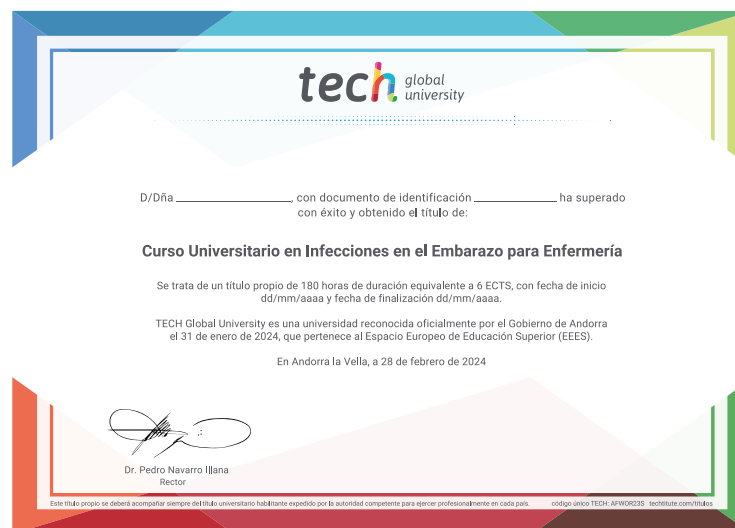 tech global
university
D/Dña ____________, con documento de identificación ____________ ha superado
con éxito y obtenido el título de:
Curso Universitario en Infecciones en el Embarazo para Enfermería
Se trata de un título propio de 180 horas de duración equivalente a 6 ECTS, con fecha de inicio
dd/mm/aaaa y fecha de finalización dd/mm/aaaa.
TECH Global University es una universidad reconocida oficialmente por el Gobierno de Andorra
el 31 de enero de 2024, que pertenece al Espacio Europeo de Educación Superior (EEES).
En Andorra la Vella, a 28 de febrero de 2024
Dr. Pedro Navarro Illana
Rector
Este título propio se deberá acompañar siempre del título universitario habilitante expedido por la autoridad competente para ejercer profesionalmente en cada país. código único TECH: AFWOR23S techtitute.com/títulos